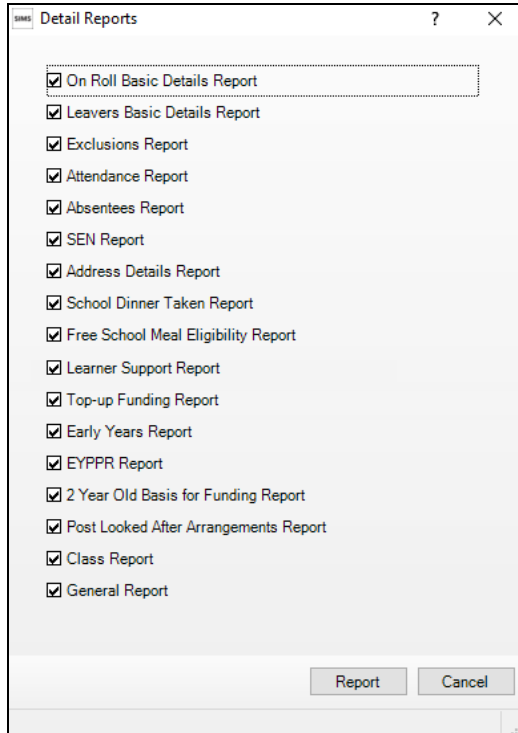 SIMS Detail Reports ?
On Roll Basic Details Report
Leavers Basic Details Report
Exclusions Report
Attendance Report
Absentees Report
SEN Report
Address Details Report
School Dinner Taken Report
Free School Meal Eligibility Report
Learner Support Report
Top-up Funding Report
Early Years Report
EYPPR Report
2 Year Old Basis for Funding Report
Post Looked After Arrangements Report
Class Report
General Report
Report Cancel